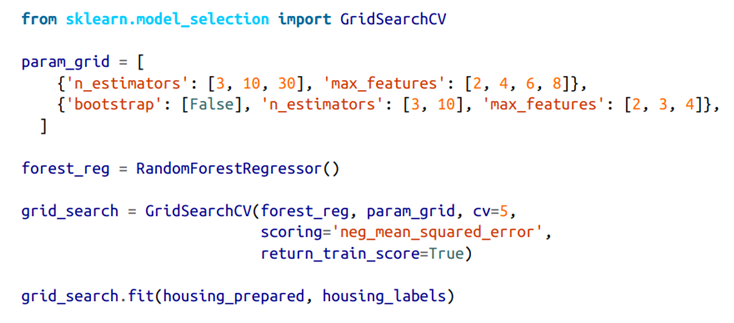 from sklearn.model_selection import GridSearchCV
param_grid = [
{'n_estimators': [3, 10, 30], 'max_features': [2, 4, 6, 8]},
{'bootstrap': [False], 'n_estimators': [3, 10], 'max_features': [2, 3, 4]},
]
forest_reg = RandomForestRegressor()
grid_search = GridSearchCV(forest_reg, param_grid, cv=5,
scoring='neg_mean_squared_error',
return_train_score=True)
grid_search.fit(housing_prepared, housing_labels)